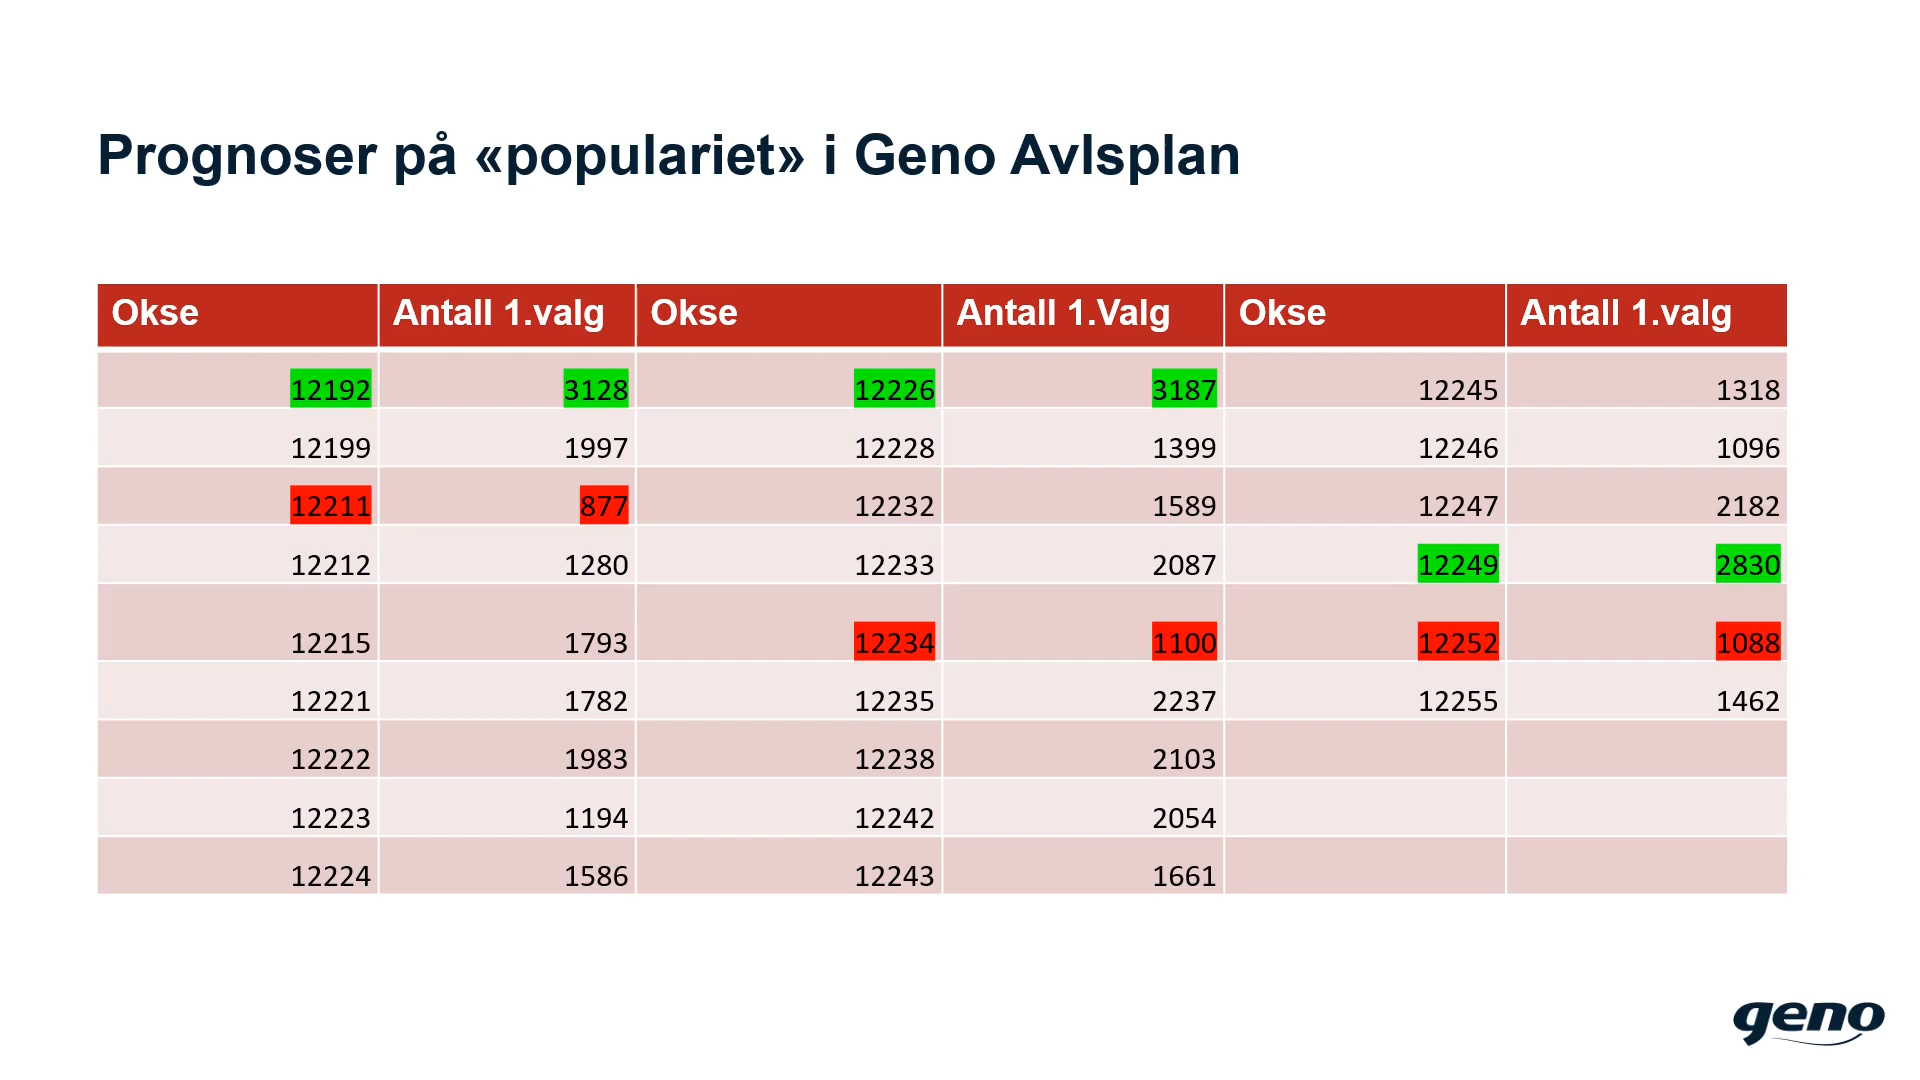 Prognoser på «populariet» i Geno Avlsplan
Okse Antall 1.valg Okse Antall 1.Valg Okse Antall 1.valg
12192 3128 12226 3187 12245 1318
12199 1997 12228 1399 12246 1096
12211 877 12232 1589 12247 2182
12212 1280 12233 2087 12249 2830
12215 1793 12234 1100 12252 1088
12221 1782 12235 2237 12255 1462
12222 1983 12238 2103
12223 1194 12242 2054
12224 1586 12243 1661
geno